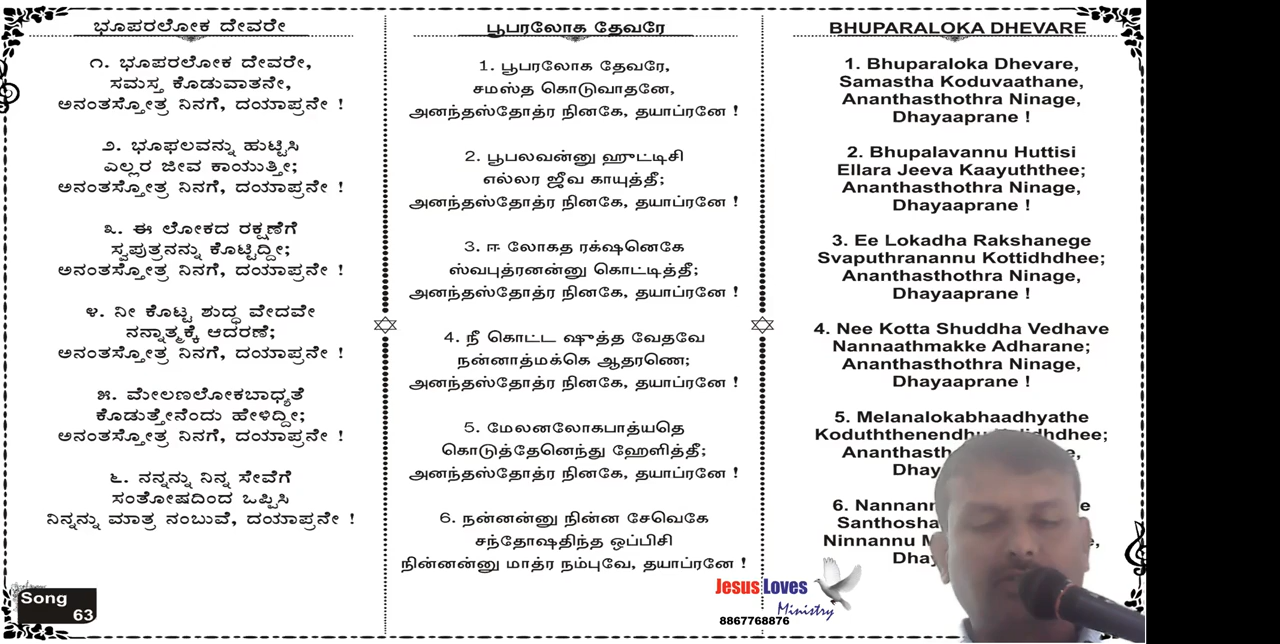 ಭೂಪರಲೋಕ ದೇವರೇ
೧. ಭೂಪರಲೋಕ ದೇವರೇ,
ಸಮಸ್ತ ಕೊಡುವಾತನೇ,
ಅನಂತಸ್ತೋತ್ರ ನಿನಗೆ, ದಯಾಪ್ರನೇ !
೨. ಭೂಫಲವನ್ನು ಹುಟ್ಟಿಸಿ
ಎಲ್ಲರ ಜೀವ ಕಾಯುತ್ತೀ;
ಅನಂತಸ್ತೋತ್ರ ನಿನಗೆ, ದಯಾಪ್ರನೇ !
೩. ಈ ಲೋಕದ ರಕ್ಷಣೆಗೆ
ಸ್ವಪುತ್ರನನ್ನು ಕೊಟ್ಟಿದ್ದೀ;
ಅನಂತಸ್ತೋತ್ರ ನಿನಗೆ, ದಯಾಪ್ರನೇ !
೪. ನೀ ಕೊಟ್ಟ ಶುದ್ಧ ವೇದವೇ
ನನ್ನಾತ್ಮಕ್ಕೆ ಆದರಣೆ;
ಅನಂತಸ್ತೋತ್ರ ನಿನಗೆ, ದಯಾಪ್ರನೇ !
೫. ಮೇಲಣಲೋಕಬಾಧ್ಯತೆ
ಕೊಡುತ್ತೇನೆಂದು ಹೇಳಿದ್ದೀ;
ಅನಂತಸ್ತೋತ್ರ ನಿನಗೆ, ದಯಾಪ್ರನೇ !
೬. ನನ್ನನ್ನು ನಿನ್ನ ಸೇವೆಗೆ
ಸಂತೋಷದಿಂದ ಒಪ್ಪಿಸಿ
ನಿನ್ನನ್ನು ಮಾತ್ರ ನಂಬುವೆ, ದಯಾಪ್ರನೇ !
Song
63
பூபரலோக தேவரே
1. பூபரலோக தேவரே,
சமஸ்த கொடுவாதனே,
அனந்தஸ்தோத்ர நினகே, தயாப்ரனே !
2. பூபலவன்னு ஹுட்டிசி
எல்லர ஜீவ காயுத்தீ;
அனந்தஸ்தோத்ர நினகே, தயாப்ரனே !
3. ஈ லோகத ரக்ஷனெகே
ஸ்வபுத்ரனன்னு கொட்டித்தீ;
அனந்தஸ்தோத்ர நினகே, தயாப்ரனே !
4. நீ கொட்ட ஷுத்த வேதவே
நன்னாத்மக்கெ ஆதரணெ;
அனந்தஸ்தோத்ர நினகே, தயாப்ரனே !
5. மேலனலோகபாத்யதெ
கொடுத்தேனெந்து ஹேளித்தீ;
அனந்தஸ்தோத்ர நினகே, தயாப்ரனே !
6. நன்னன்னு நின்ன சேவெகே
சந்தோஷதிந்த ஒப்பிசி
நின்னன்னு மாத்ர நம்புவே, தயாப்ரனே !
BHUPARALOKA DHEVARE
1. Bhuparaloka Dhevare,
Samastha Koduvaathane,
Ananthasthothra Ninage,
Dhayaaprane !
2. Bhupalavannu Huttisi
Ellara Jeeva Kaayuththee;
Ananthasthothra Ninage,
Dhayaaprane !
3. Ee Lokadha Rakshanege
Svaputhranannu Kottidhdhee;
Ananthasthothra Ninage,
Dhayaaprane !
4. Nee Kotta Shuddha Vedhave
Nannaathmakke Adharane;
Ananthasthothra Ninage,
Dhayaaprane !
5. Melanalokabhaadhyathe
Koduththenendhu
6.
Ninnannu
Jesus Loves
Ministry
8867768876